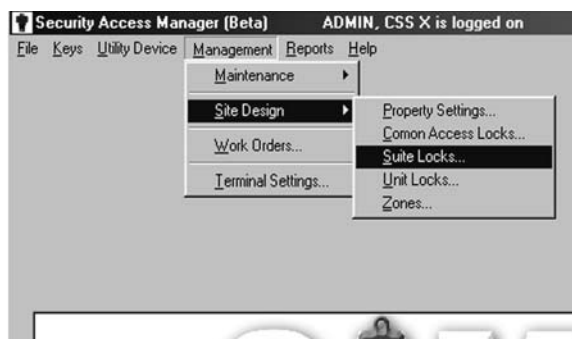 Security Access Manager (Beta) ADMIN, CSS X is logged on
File Keys Utility Device Management Reports Help
Maintenance
Site Design
Work Orders...
Terminal Settings...
Property Settings...
Comon Access Locks...
Suite Locks...
Unit Locks...
Zones...